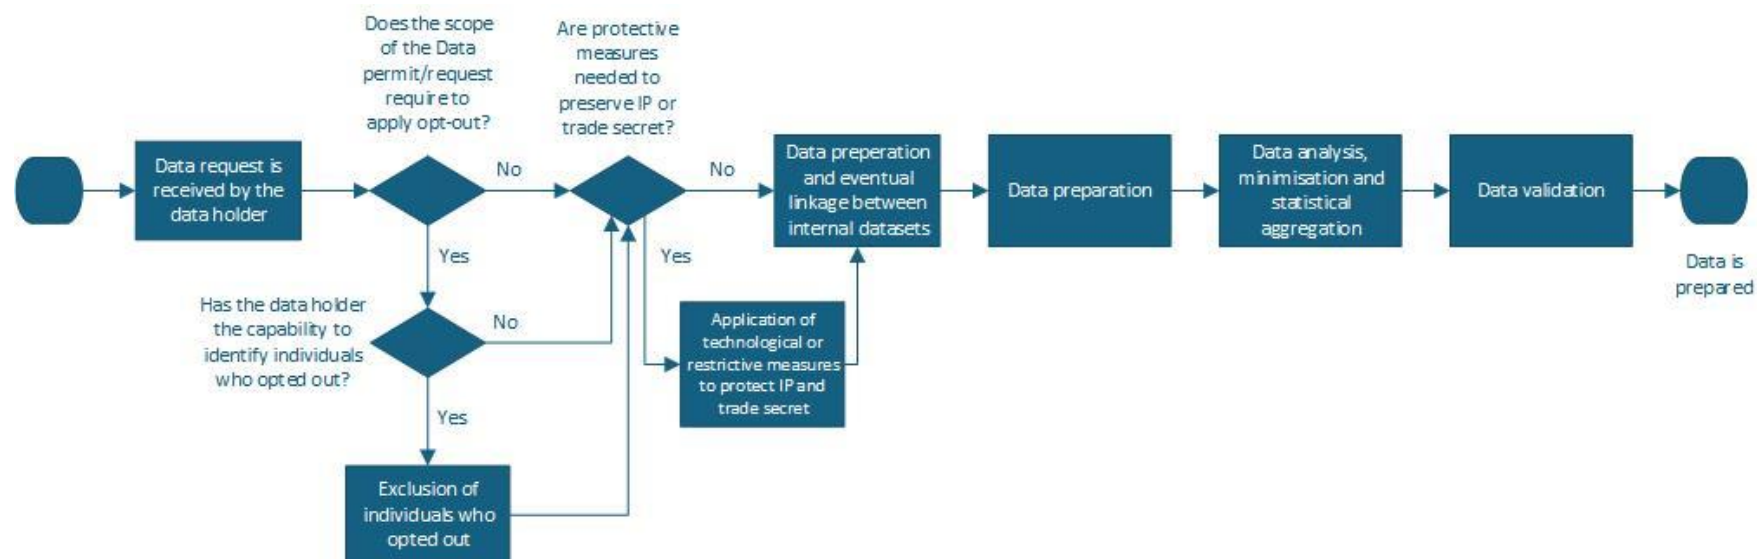 Does the scope
of the Data
permit/request
require to
apply opt-out?
Are protective
measures
needed to
preserve IP or
trade secret?
Data request is
received by the
data holder
No
No
Data preperation
and eventual
linkage between
internal datasets
Data preparation
Data analysis,
minimisation and
statistical
aggregation
Data validation
Data is
prepared
Yes
Yes
Has the data holder
the capability to
identify individuals
who opted out?
No
Application of
technological or
restrictive measures
to protect IP and
trade secret
Yes
Exclusion of
individuals who
opted out